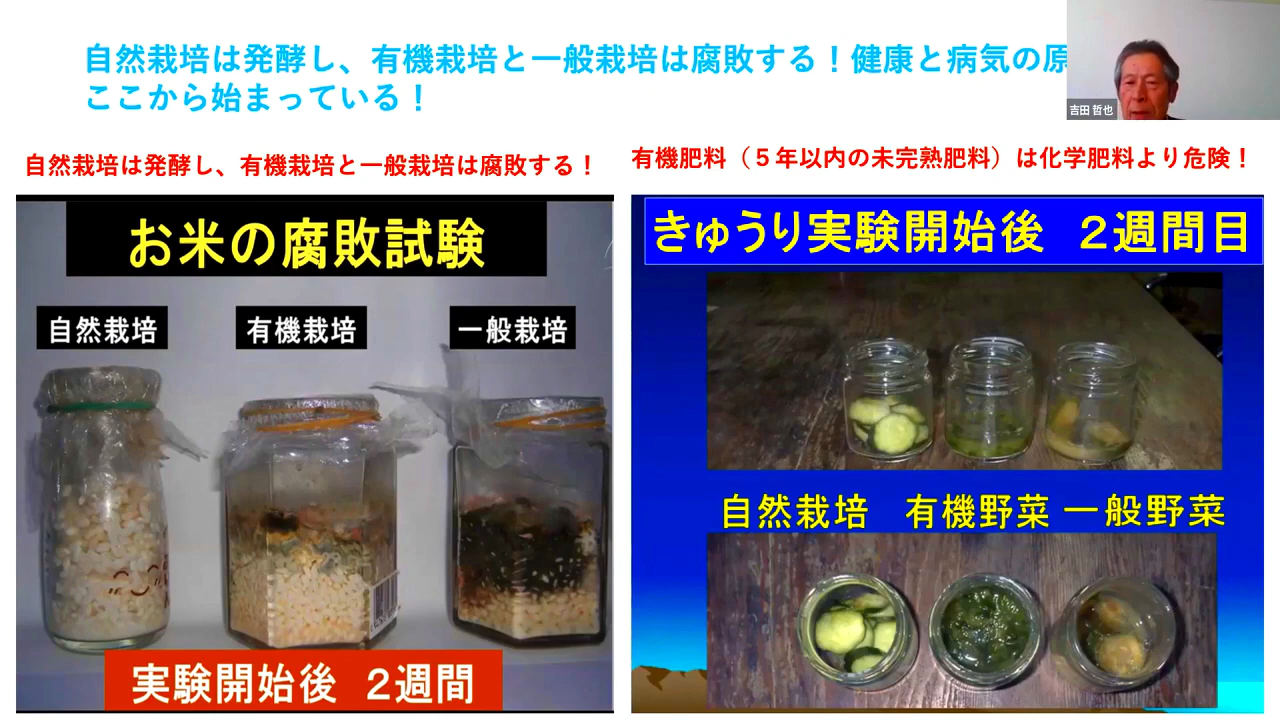 自然栽培は発酵し、有機栽培と一般栽培は腐敗する！健康と病気の原
ここから始まっている！
吉田 哲也
自然栽培は発酵し、有機栽培と一般栽培は腐敗する！
有機肥料（５年以内の未完熟肥料）は化学肥料より危険！
お米の腐敗試験
自然栽培
有機栽培
一般栽培
実験開始後　２週間
きゅうり実験開始後　２週間目
自然栽培　有機野菜 一般野菜